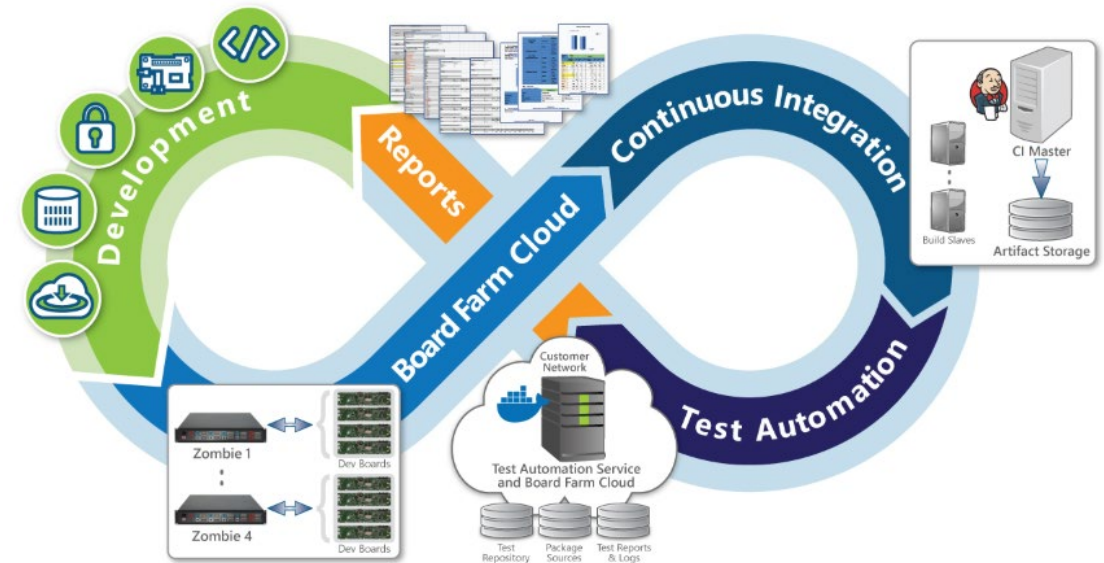 </>
Development
Reports
Board Farm Cloud
Continuous Integration
Test Automation
CI Master
Build Slaves
Artifact Storage
Zombie 1
Dev Boards
Zombie 4
Dev Boards
Customer
Network
Test Automation Service
and Board Farm Cloud
Test
Repository
Package
Sources
Test Reports
& Logs